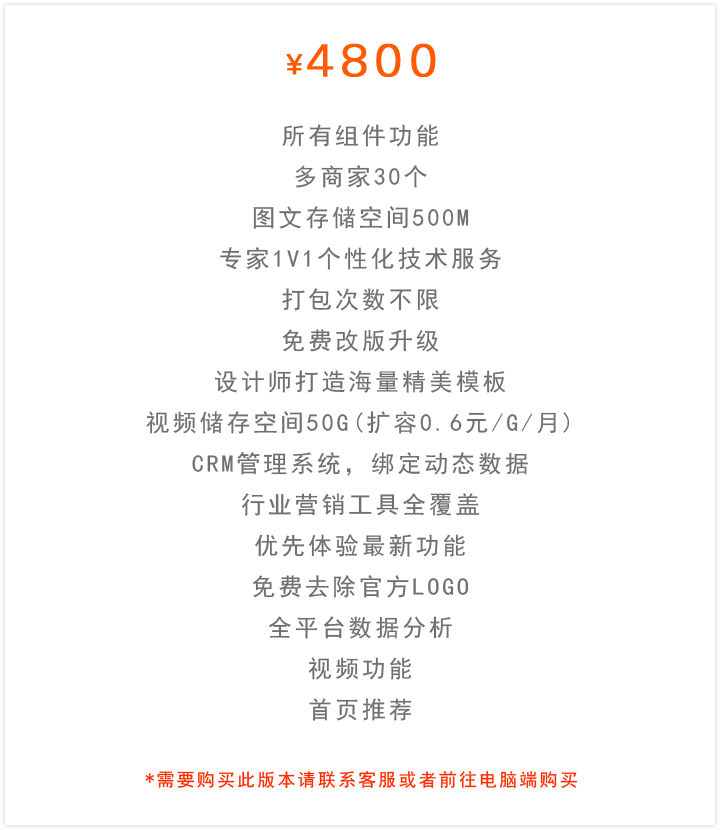 ¥4800
所有组件功能
多商家30个
图文存储空间500M
专家1V1个性化技术服务
打包次数不限
免费改版升级
设计师打造海量精美模板
视频储存空间50G(扩容0.6元/G/月)
CRM管理系统，绑定动态数据
行业营销工具全覆盖
优先体验最新功能
免费去除官方LOGO
全平台数据分析
视频功能
首页推荐
*需要购买此版本请联系客服或者前往电脑端购买